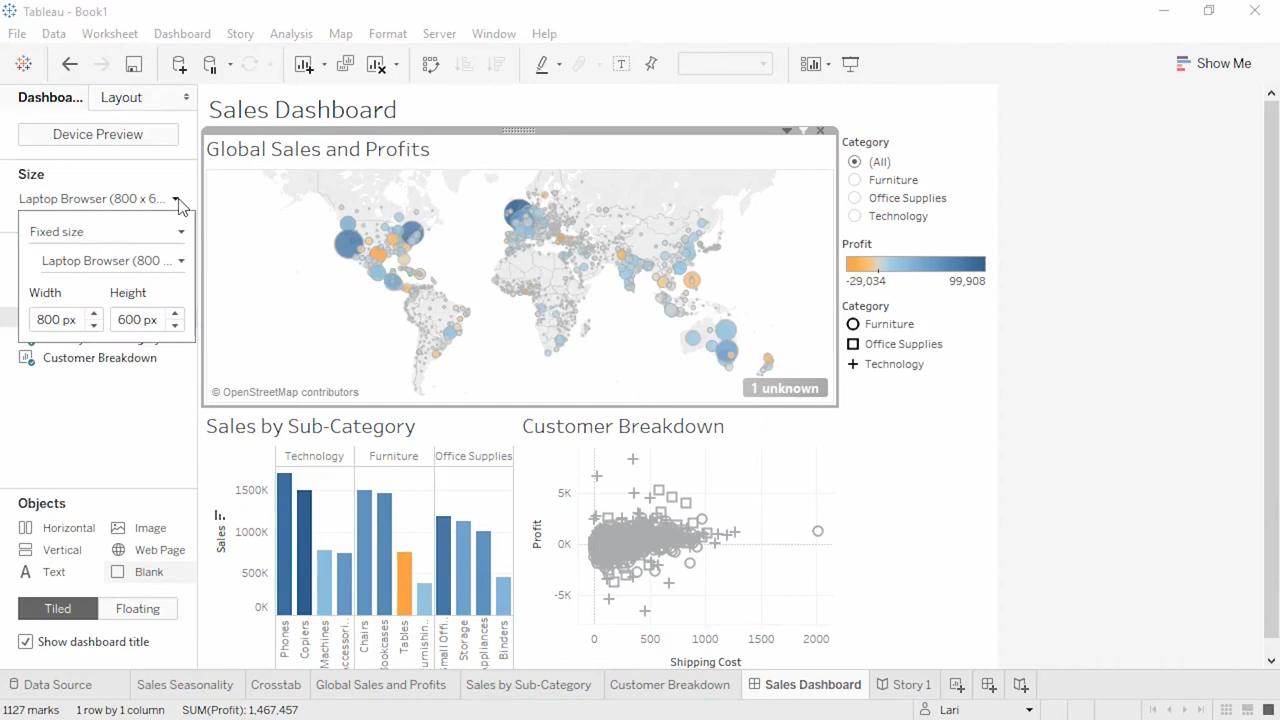 Tableau - Book1
File Data Worksheet Dashboard Story Analysis Map Format Server Window Help
Show Me
Dashboa... Layout
Device Preview
Size
Laptop Browser (800 x 6...
Fixed size
Laptop Browser (800 ...
Width Height
800 px 600 px
Customer Breakdown
Objects
Horizontal Image
Vertical Web Page
Text Blank
Tiled Floating
Show dashboard title
Sales Dashboard
Global Sales and Profits
© OpenStreetMap contributors
1 unknown
Category
(All)
Furniture
Office Supplies
Technology
Profit
-29,034 99,908
Category
Furniture
Office Supplies
Technology
Sales by Sub-Category
Technology Furniture Office Supplies
Sales
1500K
1000K
500K
0K
Phones
Copiers
Machines
Accessori..
Chairs
Bookcases
Tables
Furnishin..
Small Offi..
Storage
Appliances
Binders
Customer Breakdown
Profit
5K
0K
-5K
0 500 1000 1500 2000
Shipping Cost
Data Source Sales Seasonality Crosstab Global Sales and Profits Sales by Sub-Category Customer Breakdown Sales Dashboard Story 1
1127 marks 1 row by 1 column SUM(Profit): 1,467,457 Lari